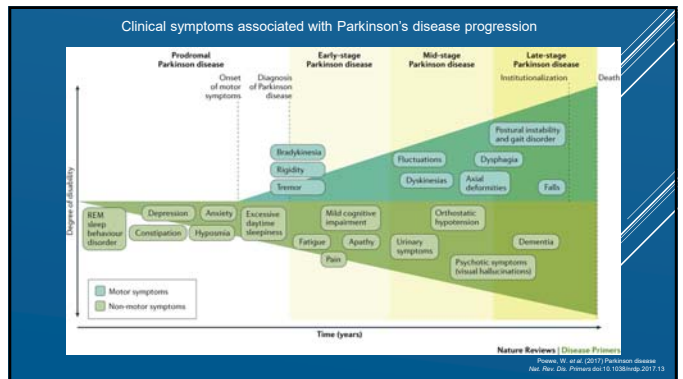 Clinical symptoms associated with Parkinson's disease progression
Prodromal
Parkinson disease
Early-stage
Parkinson disease
Mid-stage
Parkinson disease
Late-stage
Parkinson disease
Onset
of motor
symptoms
Diagnosis
of Parkinson
disease
Institutionalization
Death
Degree of disability
Bradykinesia
Rigidity
Tremor
Fluctuations
Dyskinesias
Postural instability
and gait disorder
Dysphagia
Axial
deformities
Falls
REM
sleep
behaviour
disorder
Depression
Constipation
Anxiety
Hyposmia
Excessive
daytime
sleepiness
Fatigue
Mild cognitive
impairment
Apathy
Pain
Urinary
symptoms
Orthostatic
hypotension
Psychotic symptoms
(visual hallucinations)
Dementia
Motor symptoms
Non-motor symptoms
Time (years)
Nature Reviews | Disease Primers
Poewe, W. et al. (2017) Parkinson disease
Nat. Rev. Dis. Primers doi:10.1038/nrdp.2017.13